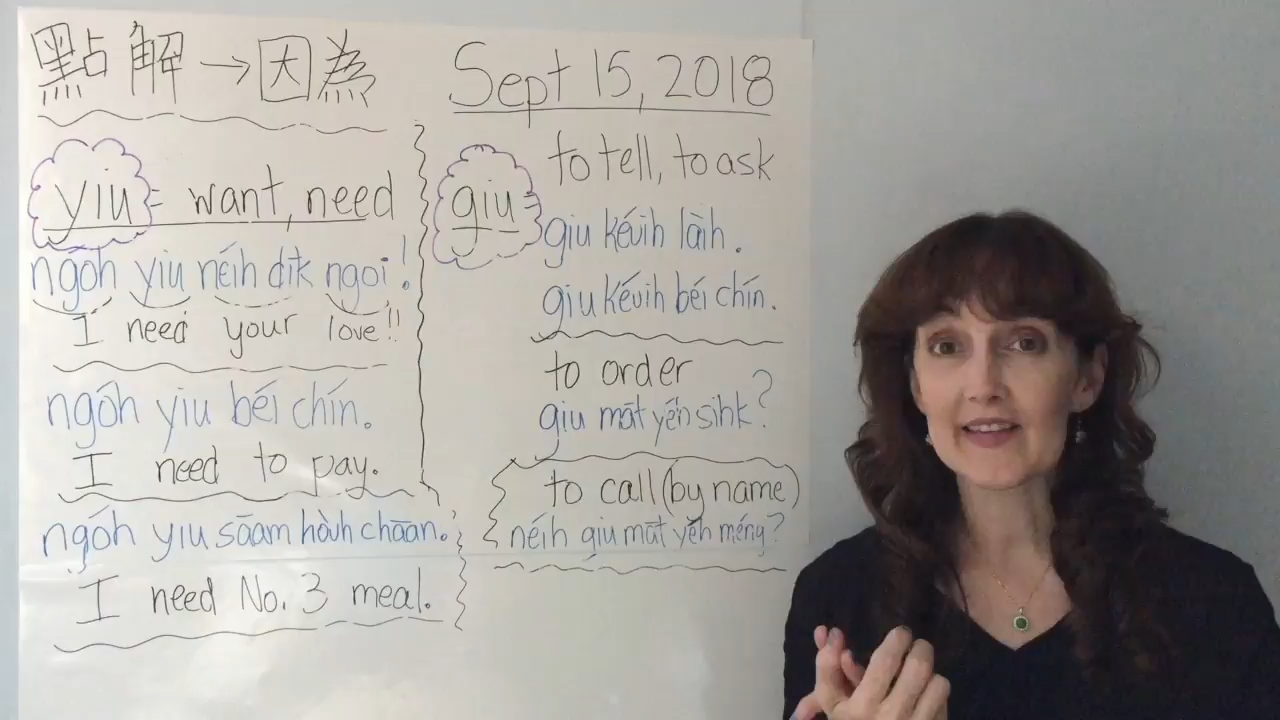 點解→因為
Sept 15, 2018
yiu = want, need
ngóh yiu néih dīk ngoi!
I need your love!!
ngóh yiu béi chín.
I need to pay.
ngóh yiu sāam hòuh chāan.
I need No. 3 meal.
giu = to tell, to ask
giu kéuih làih.
giu kéuih béi chín.
to order
giu māt yéh sihk?
to call (by name)
néih giu māt yéh méng?